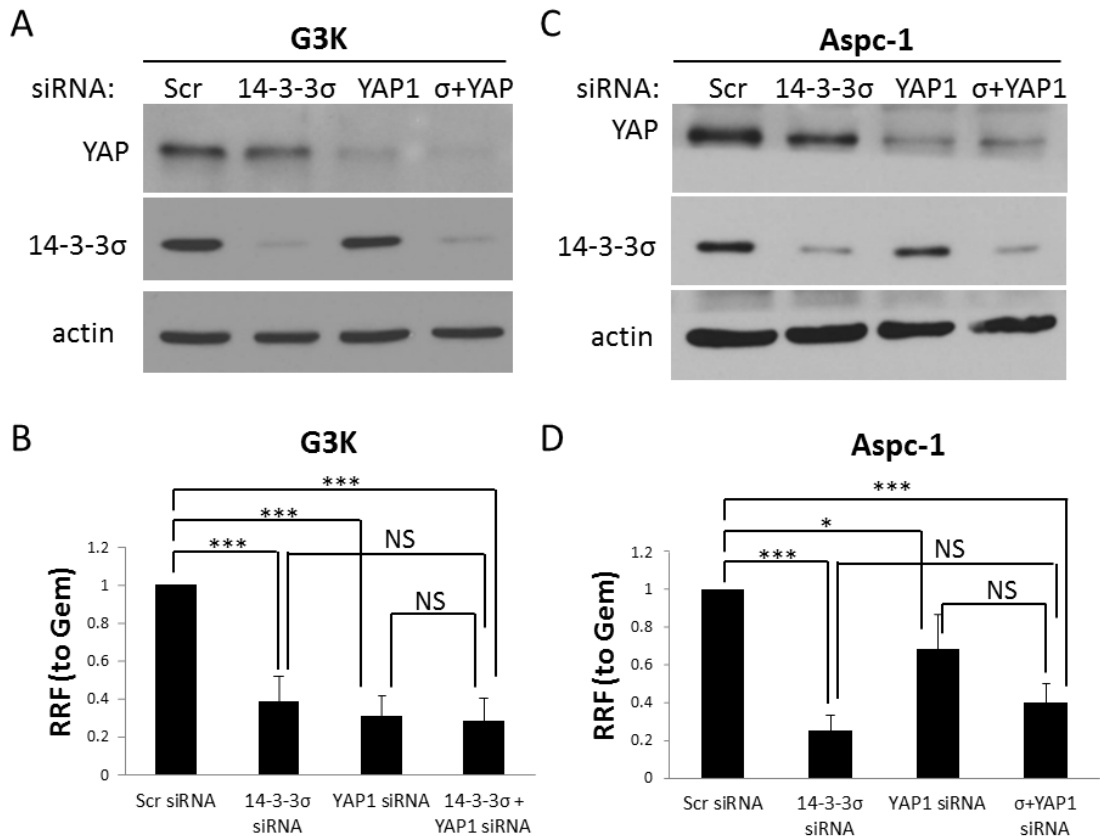 A
G3K
siRNA: Scr 14-3-3σ YAP1 σ+YAP
YAP
14-3-3σ
actin
C
Aspc-1
siRNA: Scr 14-3-3σ YAP1 σ+YAP1
YAP
14-3-3σ
actin
B
G3K
***
***
***
NS
NS
RRF (to Gem)
1.2
1
0.8
0.6
0.4
0.2
0
Scr siRNA 14-3-3σ siRNA YAP1 siRNA 14-3-3σ + YAP1 siRNA
D
Aspc-1
***
*
***
NS
NS
RRF (to Gem)
1.2
1
0.8
0.6
0.4
0.2
0
Scr siRNA 14-3-3σ siRNA YAP1 siRNA σ+YAP1 siRNA